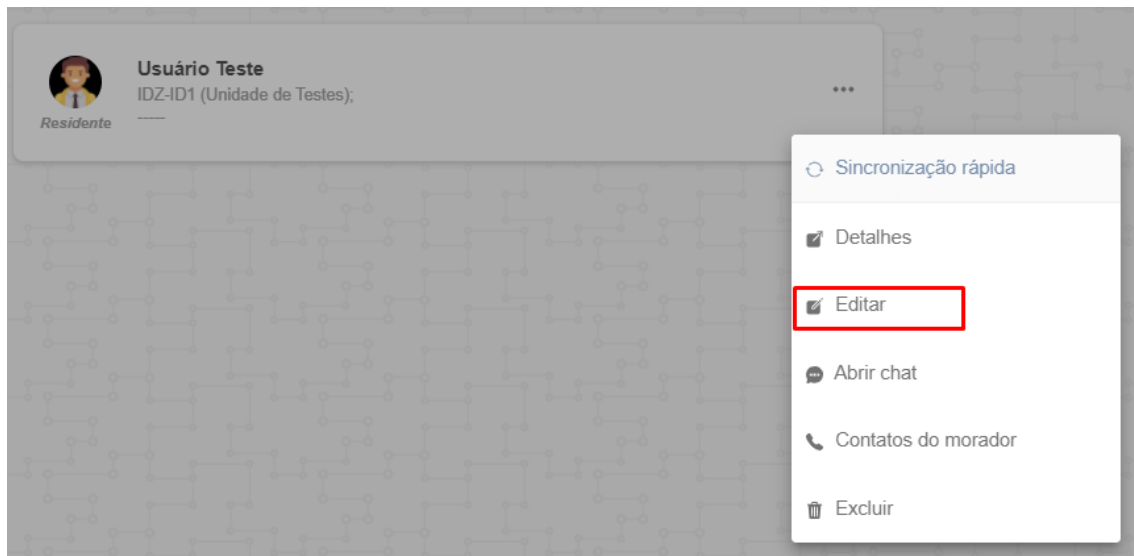 Usuário Teste
IDZ-ID1 (Unidade de Testes);
-----
Residente
Sincronização rápida
Detalhes
Editar
Abrir chat
Contatos do morador
Excluir